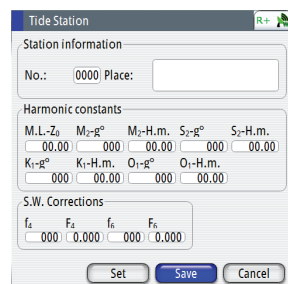 Tide Station R+
Station information
No.: 0000 Place:
Harmonic constants
M.L.-Z₀ M₂-g° M₂-H.m. S₂-g° S₂-H.m.
00.00 000 00.00 000 00.00
K₁-g° K₁-H.m. O₁-g° O₁-H.m.
000 00.00 000 00.00
S.W. Corrections
f₄ F₄ f₆ F₆
000 0.000 000 0.000
Set Save Cancel